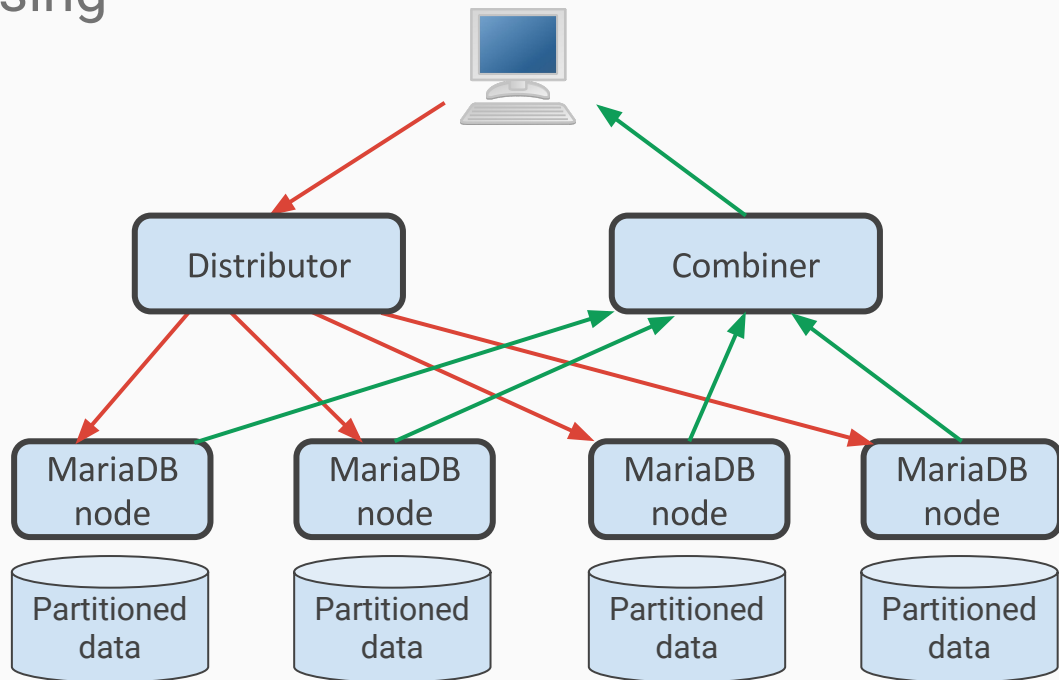 Distributor
Combiner
MariaDB
node
MariaDB
node
MariaDB
node
MariaDB
node
Partitioned
data
Partitioned
data
Partitioned
data
Partitioned
data